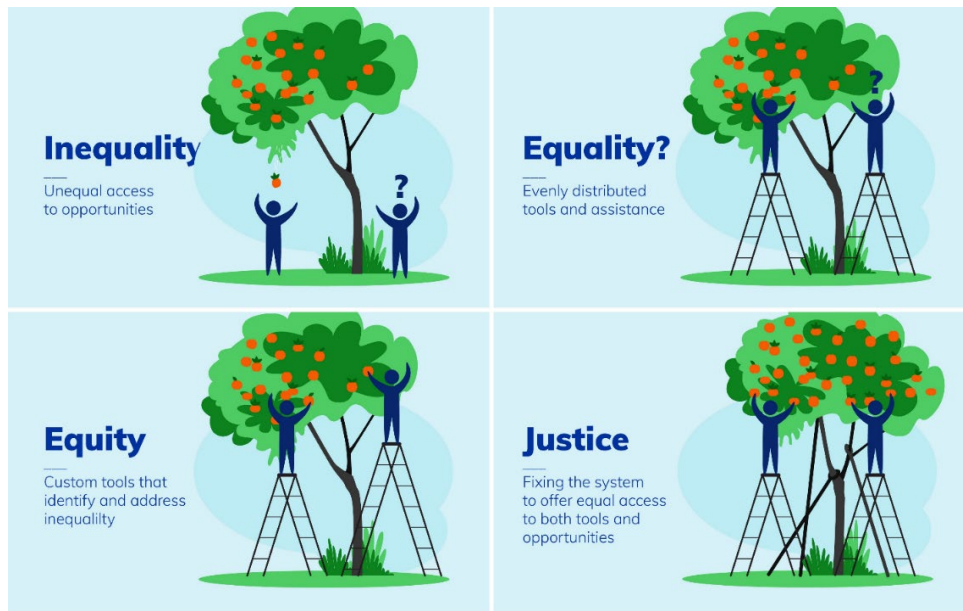 Inequality
Unequal access
to opportunities
?
Equality?
Evenly distributed
tools and assistance
?
Equity
Custom tools that
identify and address
inequalilty
Justice
Fixing the system
to offer equal access
to both tools and
opportunities